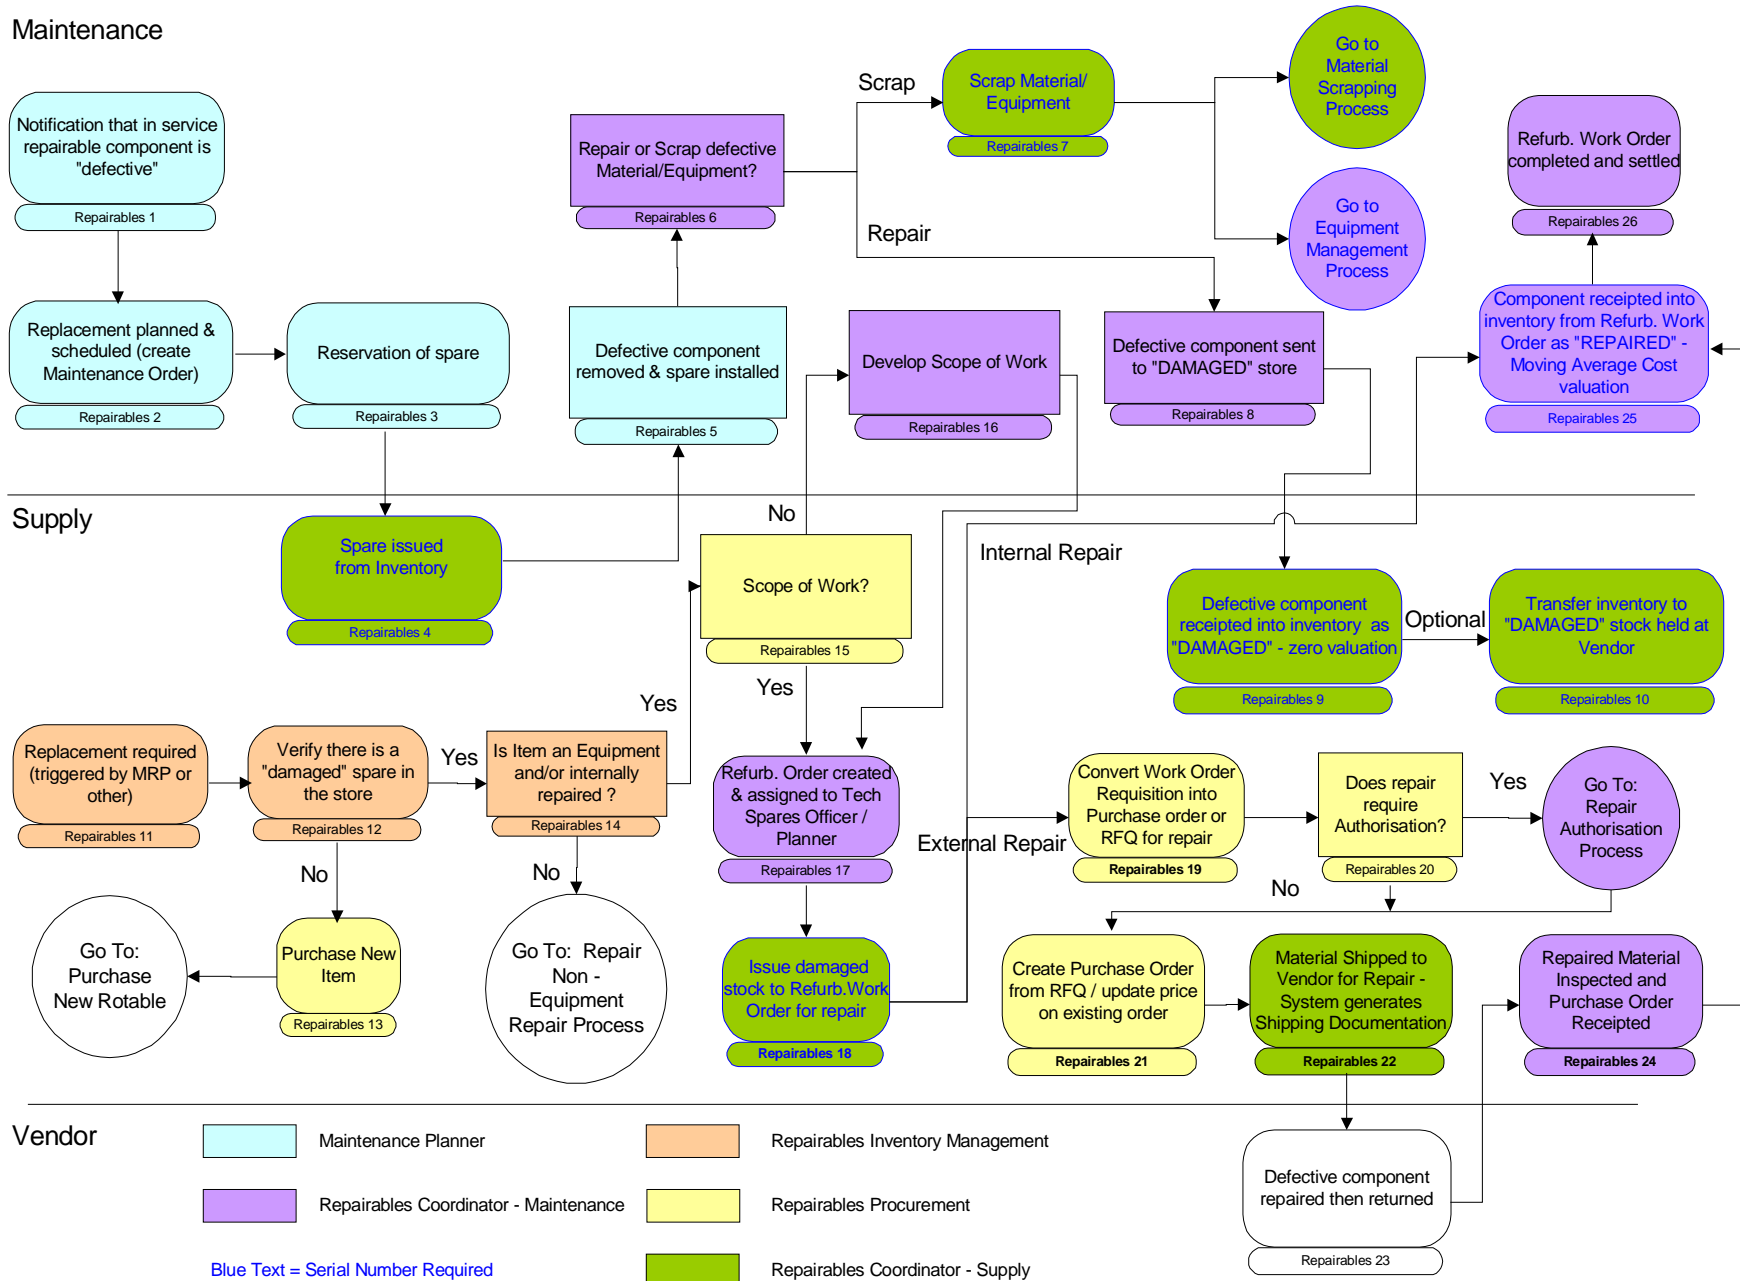 Maintenance
Notification that in service
repairable component is
"defective"
Repairables 1
Replacement planned &
scheduled (create
Maintenance Order)
Repairables 2
Reservation of spare
Repairables 3
Defective component
removed & spare installed
Repairables 5
Repair or Scrap defective
Material/Equipment?
Repairables 6
Scrap
Repair
Scrap Material/
Equipment
Repairables 7
Go to
Material
Scrapping
Process
Go to
Equipment
Management
Process
Develop Scope of Work
Repairables 16
Defective component sent
to "DAMAGED" store
Repairables 8
Refurb. Work Order
completed and settled
Repairables 26
Component receipted into
inventory from Refurb. Work
Order as "REPAIRED" -
Moving Average Cost
valuation
Repairables 25
Supply
Spare issued
from Inventory
Repairables 4
No
Scope of Work?
Repairables 15
Yes
Yes
Internal Repair
Defective component
receipted into inventory as
"DAMAGED" - zero valuation
Repairables 9
Optional
Transfer inventory to
"DAMAGED" stock held at
Vendor
Repairables 10
Replacement required
(triggered by MRP or
other)
Repairables 11
Verify there is a
"damaged" spare in
the store
Repairables 12
Yes
Is Item an Equipment
and/or internally
repaired ?
Repairables 14
No
No
Go To:
Purchase
New Rotable
Purchase New
Item
Repairables 13
Go To: Repair
Non -
Equipment
Repair Process
Refurb. Order created
& assigned to Tech
Spares Officer /
Planner
Repairables 17
External Repair
Issue damaged
stock to Refurb.Work
Order for repair
Repairables 18
Convert Work Order
Requisition into
Purchase order or
RFQ for repair
Repairables 19
Does repair
require
Authorisation?
Repairables 20
Yes
No
Go To:
Repair
Authorisation
Process
Create Purchase Order
from RFQ / update price
on existing order
Repairables 21
Material Shipped to
Vendor for Repair -
System generates
Shipping Documentation
Repairables 22
Repaired Material
Inspected and
Purchase Order
Receipted
Repairables 24
Vendor
Defective component
repaired then returned
Repairables 23
Maintenance Planner
Repairables Coordinator - Maintenance
Blue Text = Serial Number Required
Repairables Inventory Management
Repairables Procurement
Repairables Coordinator - Supply